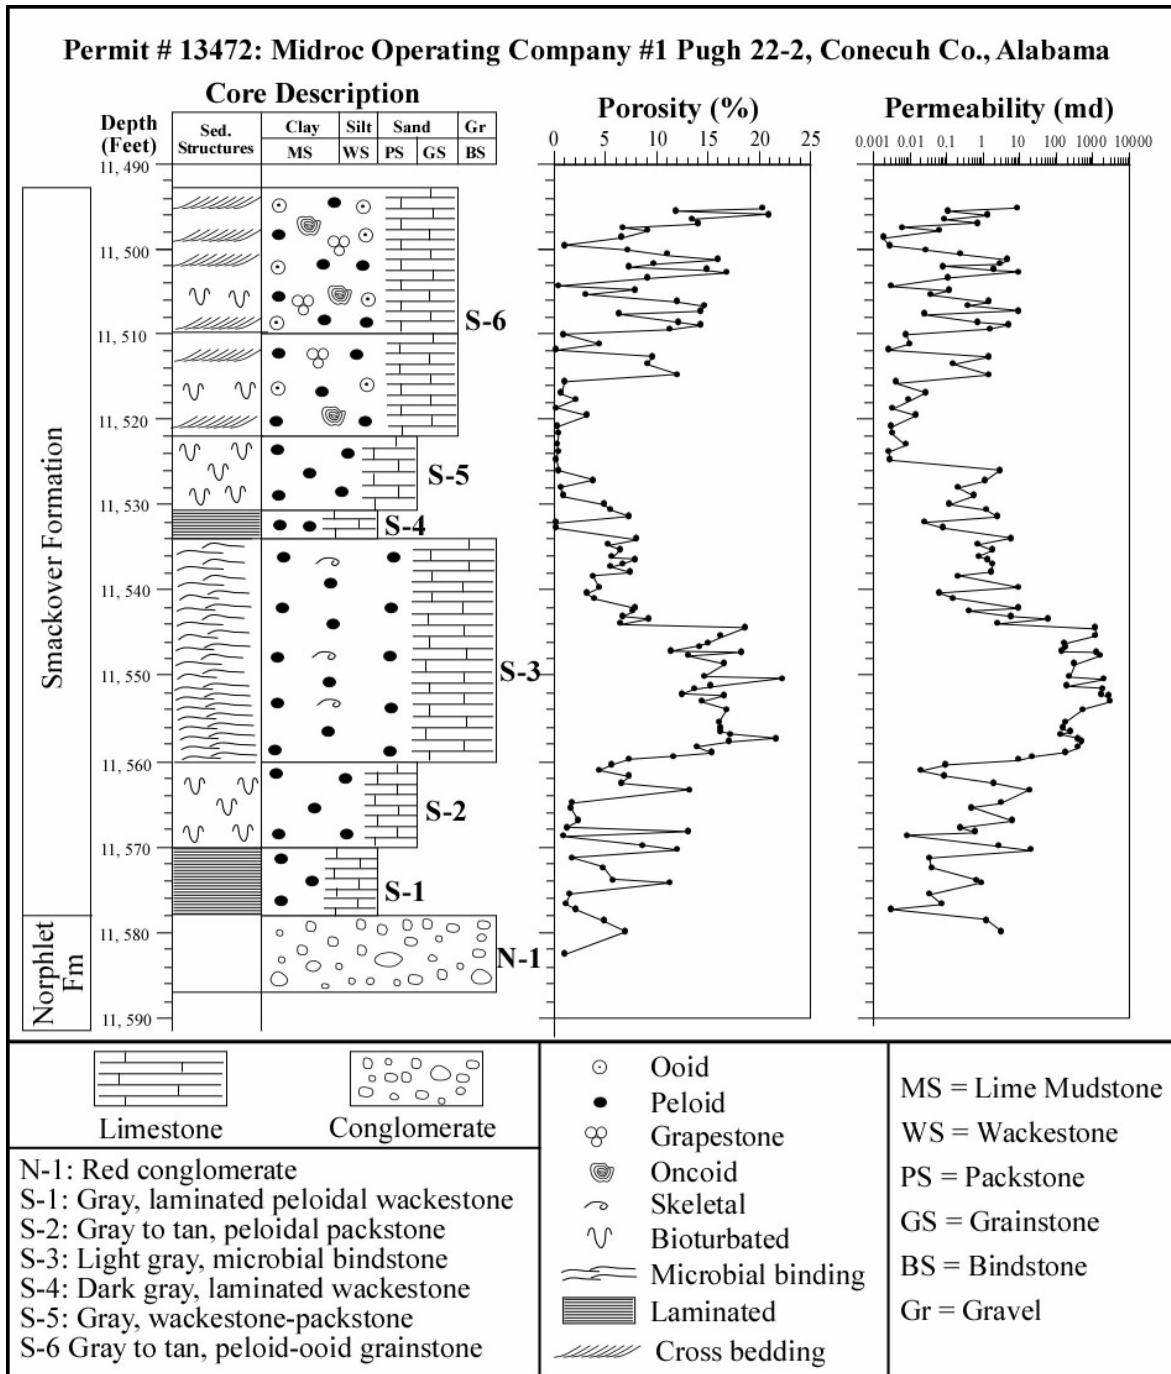 Permit # 13472: Midroc Operating Company #1 Pugh 22-2, Conecuh Co., Alabama
Core Description
Porosity (%)
Permeability (md)
Depth (Feet)
Sed. Structures
Clay Silt Sand Gr
MS WS PS GS BS
0 5 10 15 20 25
0.001 0.01 0.1 1 10 100 1000 10000
11, 490
11, 500
11, 510
11, 520
11, 530
11, 540
11, 550
11, 560
11, 570
11, 580
11, 590
Smackover Formation
Norphlet Fm
S-6
S-5
S-4
S-3
S-2
S-1
N-1
Limestone
Conglomerate
N-1: Red conglomerate
S-1: Gray, laminated peloidal wackestone
S-2: Gray to tan, peloidal packstone
S-3: Light gray, microbial bindstone
S-4: Dark gray, laminated wackestone
S-5: Gray, wackestone-packstone
S-6 Gray to tan, peloid-ooid grainstone
Ooid
Peloid
Grapestone
Oncoid
Skeletal
Bioturbated
Microbial binding
Laminated
Cross bedding
MS = Lime Mudstone
WS = Wackestone
PS = Packstone
GS = Grainstone
BS = Bindstone
Gr = Gravel